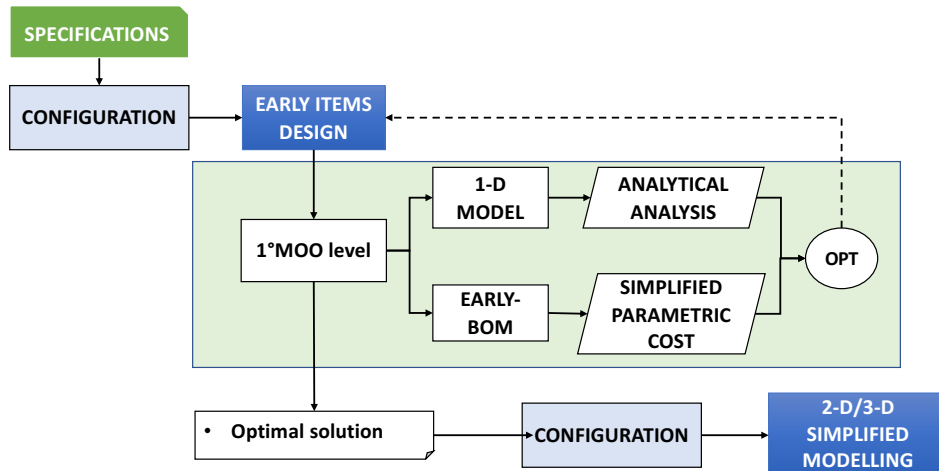 SPECIFICATIONS
CONFIGURATION
EARLY ITEMS
DESIGN
1-D
MODEL
ANALYTICAL
ANALYSIS
1°MOO level
OPT
EARLY-
BOM
SIMPLIFIED
PARAMETRIC
COST
• Optimal solution
CONFIGURATION
2-D/3-D
SIMPLIFIED
MODELLING